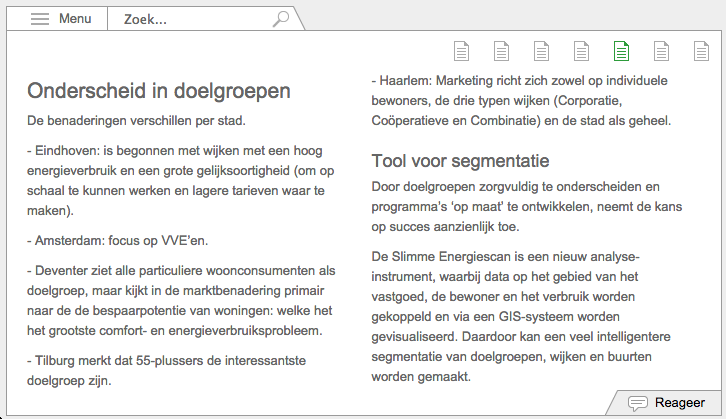 Menu
Zoek...
Onderscheid in doelgroepen
De benaderingen verschillen per stad.
- Eindhoven: is begonnen met wijken met een hoog
energieverbruik en een grote gelijksoortigheid (om op
schaal te kunnen werken en lagere tarieven waar te
maken).
- Amsterdam: focus op VVE'en.
- Deventer ziet alle particuliere woonconsumenten als
doelgroep, maar kijkt in de marktbenadering primair
naar de de bespaarpotentie van woningen: welke het
het grootste comfort- en energieverbruiksprobleem.
- Tilburg merkt dat 55-plussers de interessantste
doelgroep zijn.
- Haarlem: Marketing richt zich zowel op individuele
bewoners, de drie typen wijken (Corporatie,
Coöperatieve en Combinatie) en de stad als geheel.
Tool voor segmentatie
Door doelgroepen zorgvuldig te onderscheiden en
programma's 'op maat' te ontwikkelen, neemt de kans
op succes aanzienlijk toe.
De Slimme Energiescan is een nieuw analyse-
instrument, waarbij data op het gebied van het
vastgoed, de bewoner en het verbruik worden
gekoppeld en via een GIS-systeem worden
gevisualiseerd. Daardoor kan een veel intelligentere
segmentatie van doelgroepen, wijken en buurten
worden gemaakt.
Reageer